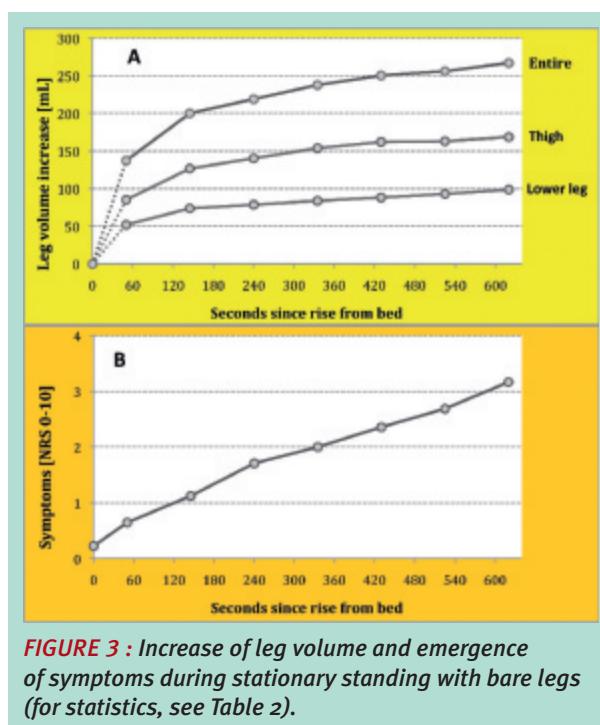 A
300
250
200
150
100
50
0
Leg volume increase [mL]
Entire
Thigh
Lower leg
0 60 120 180 240 300 360 420 480 540 600
Seconds since rise from bed
B
4
3
2
1
0
Symptoms [NRS 0-10]
0 60 120 180 240 300 360 420 480 540 600
Seconds since rise from bed
FIGURE 3 : Increase of leg volume and emergence
of symptoms during stationary standing with bare legs
(for statistics, see Table 2).